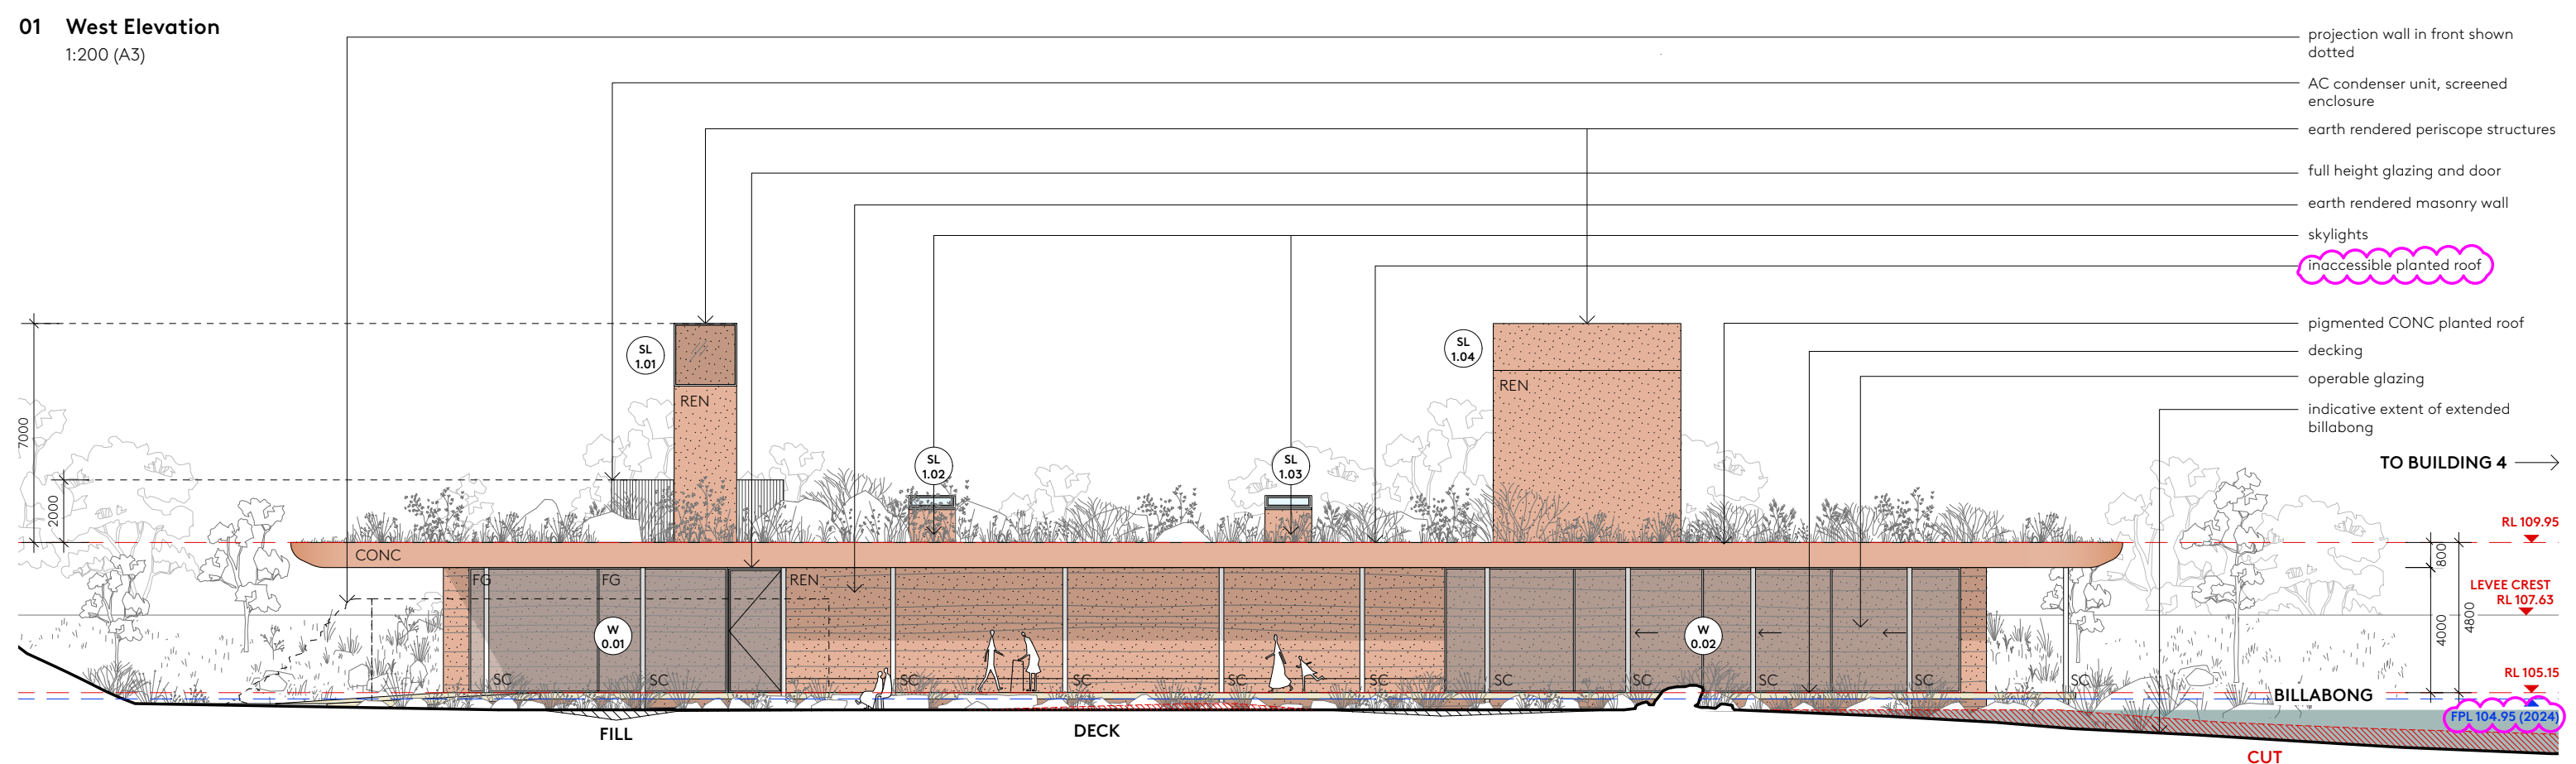 01 West Elevation
1:200 (A3)
projection wall in front shown
dotted
AC condenser unit, screened
enclosure
earth rendered periscope structures
full height glazing and door
earth rendered masonry wall
skylights
inaccessible planted roof
pigmented CONC planted roof
decking
operable glazing
indicative extent of extended
billabong
TO BUILDING 4
SL
1.01
SL
1.04
REN
REN
7000
2000
SL
1.02
SL
1.03
RL 109.95
CONC
800
FG
FG
REN
LEVEE CREST
RL 107.63
4000
4800
W
0.01
W
0.02
SC
SC
SC
SC
SC
SC
SC
SC
SC
SC
SC
RL 105.15
BILLABONG
FPL 104.95 (2024)
FILL
DECK
CUT